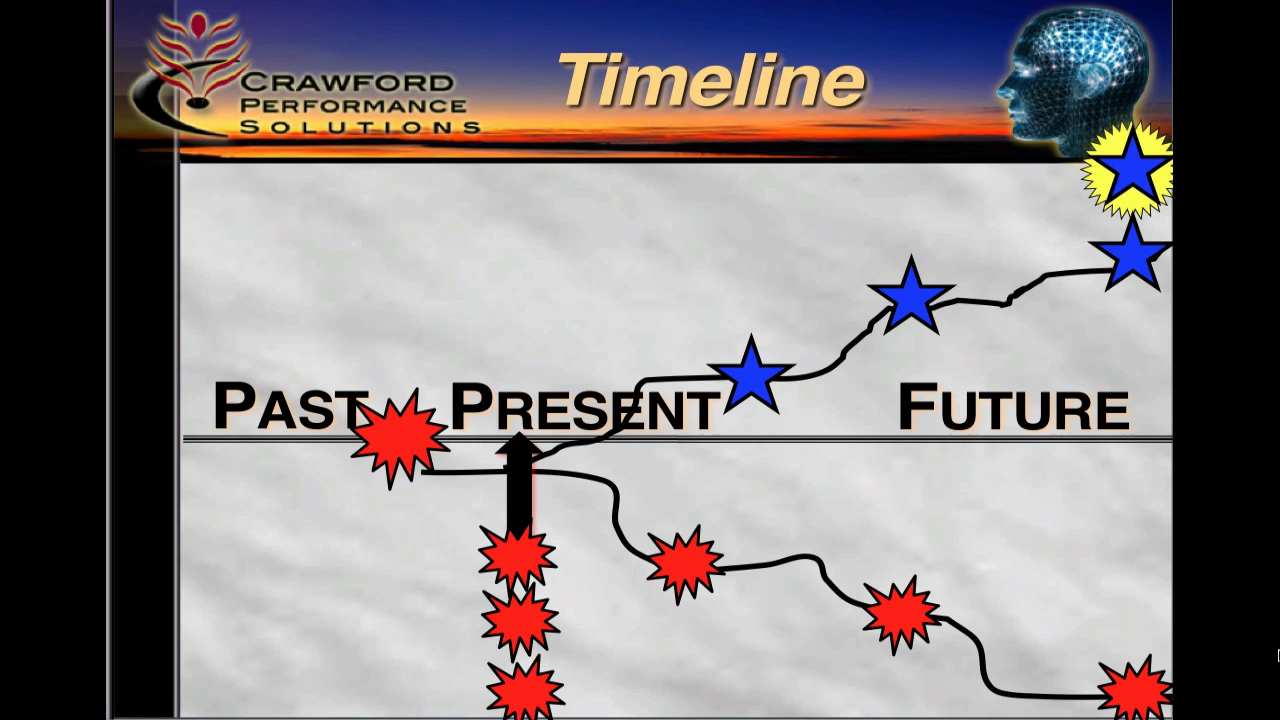 CRAWFORD
PERFORMANCE
SOLUTIONS
Timeline
PAST PRESENT FUTURE